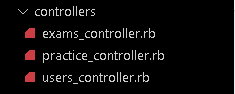 controllers
exams_controller.rb
practice_controller.rb
users_controller.rb